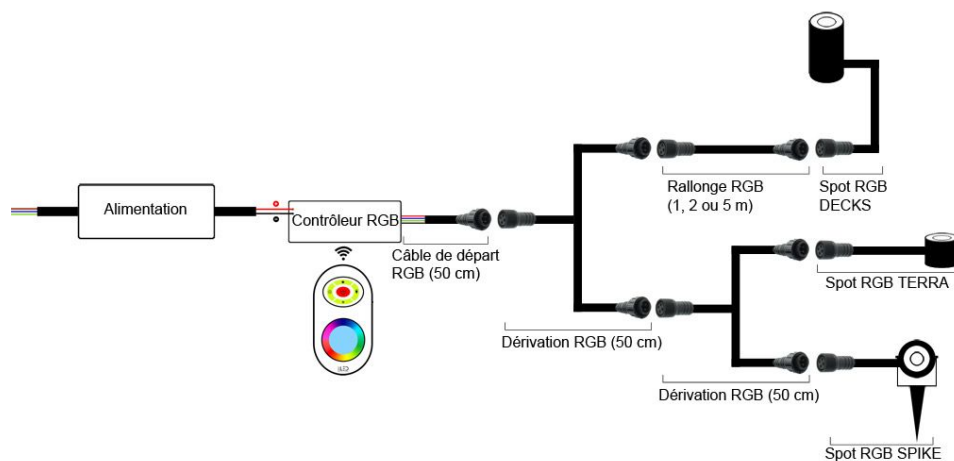 Alimentation
Contrôleur RGB
Câble de départ
RGB (50 cm)
Rallonge RGB
(1, 2 ou 5 m)
Spot RGB
DECKS
Spot RGB TERRA
Dérivation RGB (50 cm)
Dérivation RGB (50 cm)
Spot RGB SPIKE